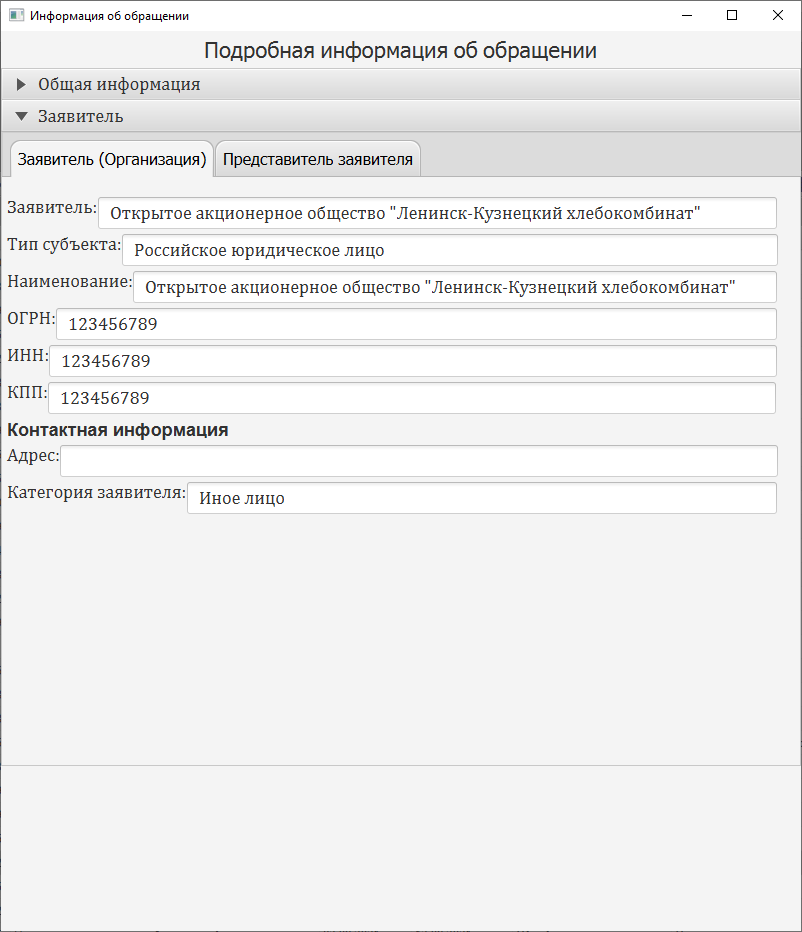 Информация об обращении
Подробная информация об обращении
Общая информация
Заявитель
Заявитель (Организация) Представитель заявителя
Заявитель: Открытое акционерное общество "Ленинск-Кузнецкий хлебокомбинат"
Тип субъекта: Российское юридическое лицо
Наименование: Открытое акционерное общество "Ленинск-Кузнецкий хлебокомбинат"
ОГРН: 123456789
ИНН: 123456789
КПП: 123456789
Контактная информация
Адрес:
Категория заявителя: Иное лицо